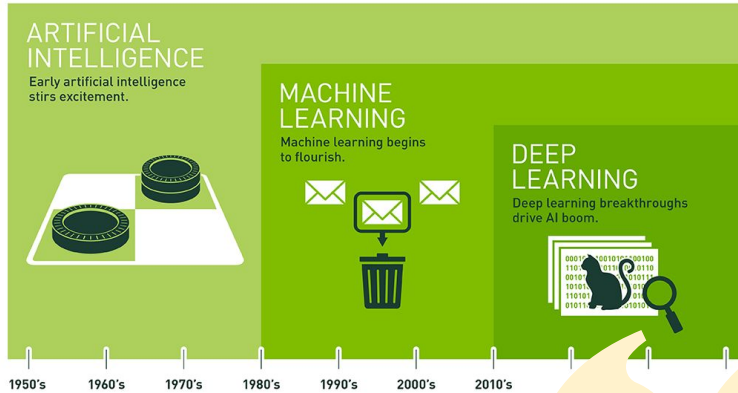 ARTIFICIAL
INTELLIGENCE
Early artificial intelligence
stirs excitement.
MACHINE
LEARNING
Machine learning begins
to flourish.
DEEP
LEARNING
Deep learning breakthroughs
drive AI boom.
1950's 1960's 1970's 1980's 1990's 2000's 2010's